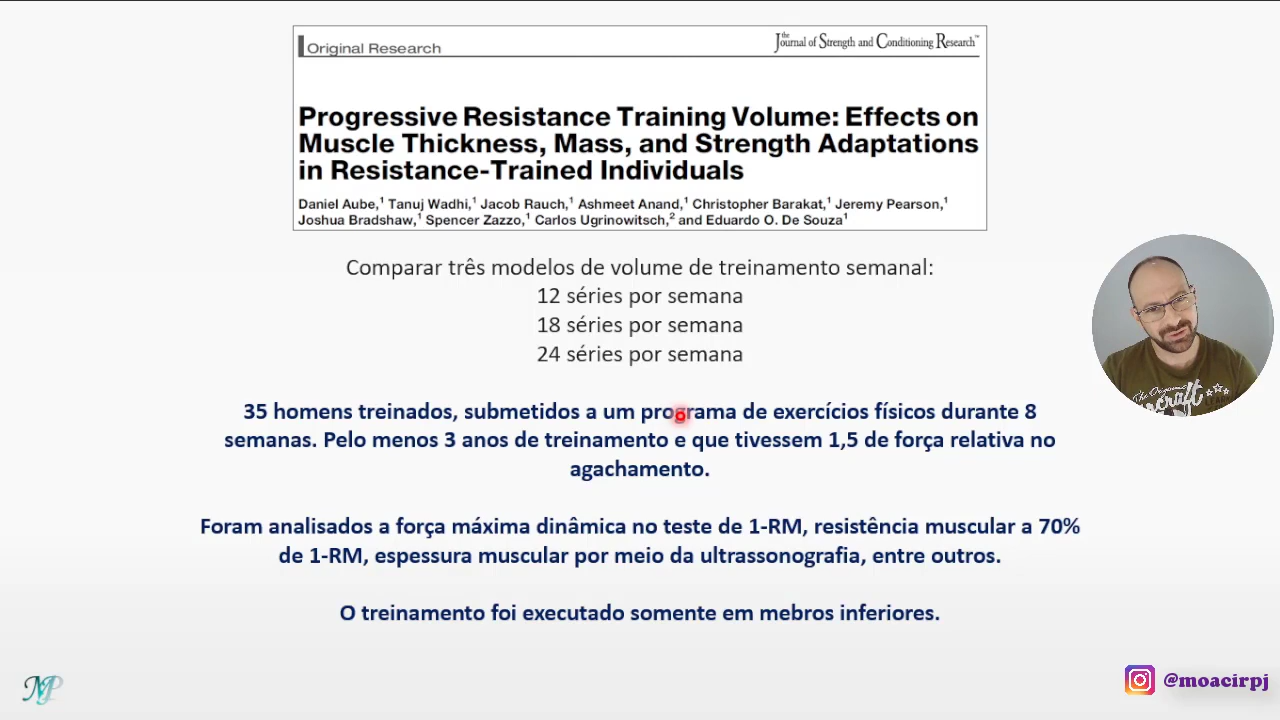 Original Research
the Journal of Strength and Conditioning Research™
Progressive Resistance Training Volume: Effects on
Muscle Thickness, Mass, and Strength Adaptations
in Resistance-Trained Individuals
Daniel Aube,1 Tanuj Wadhi,1 Jacob Rauch,1 Ashmeet Anand,1 Christopher Barakat,1 Jeremy Pearson,1
Joshua Bradshaw,1 Spencer Zazzo,1 Carlos Ugrinowitsch,2 and Eduardo O. De Souza1
Comparar três modelos de volume de treinamento semanal:
12 séries por semana
18 séries por semana
24 séries por semana
35 homens treinados, submetidos a um programa de exercícios físicos durante 8
semanas. Pelo menos 3 anos de treinamento e que tivessem 1,5 de força relativa no
agachamento.
Foram analisados a força máxima dinâmica no teste de 1-RM, resistência muscular a 70%
de 1-RM, espessura muscular por meio da ultrassonografia, entre outros.
O treinamento foi executado somente em mebros inferiores.
The Original
MP
@moacirpj